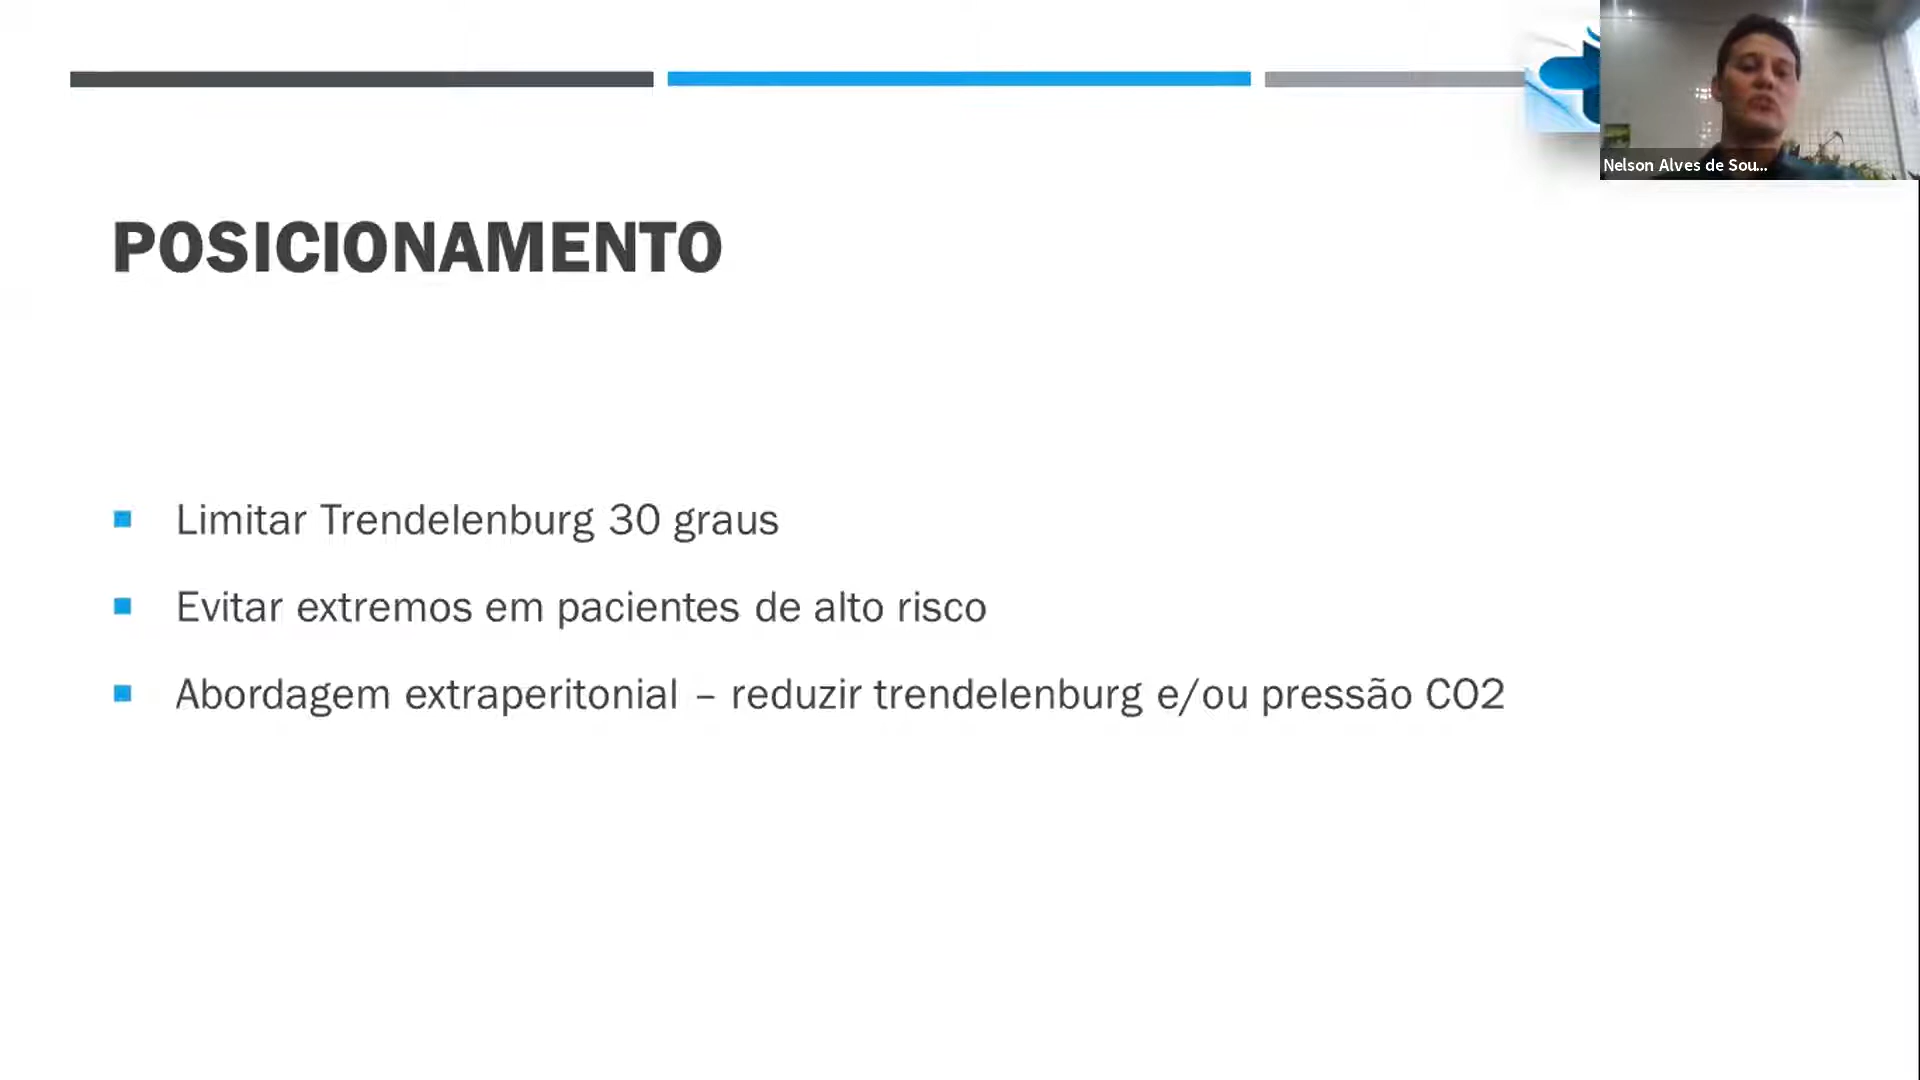 Nelson Alves de Sou...
POSICIONAMENTO
Limitar Trendelenburg 30 graus
Evitar extremos em pacientes de alto risco
Abordagem extraperitonial – reduzir trendelenburg e/ou pressão CO2